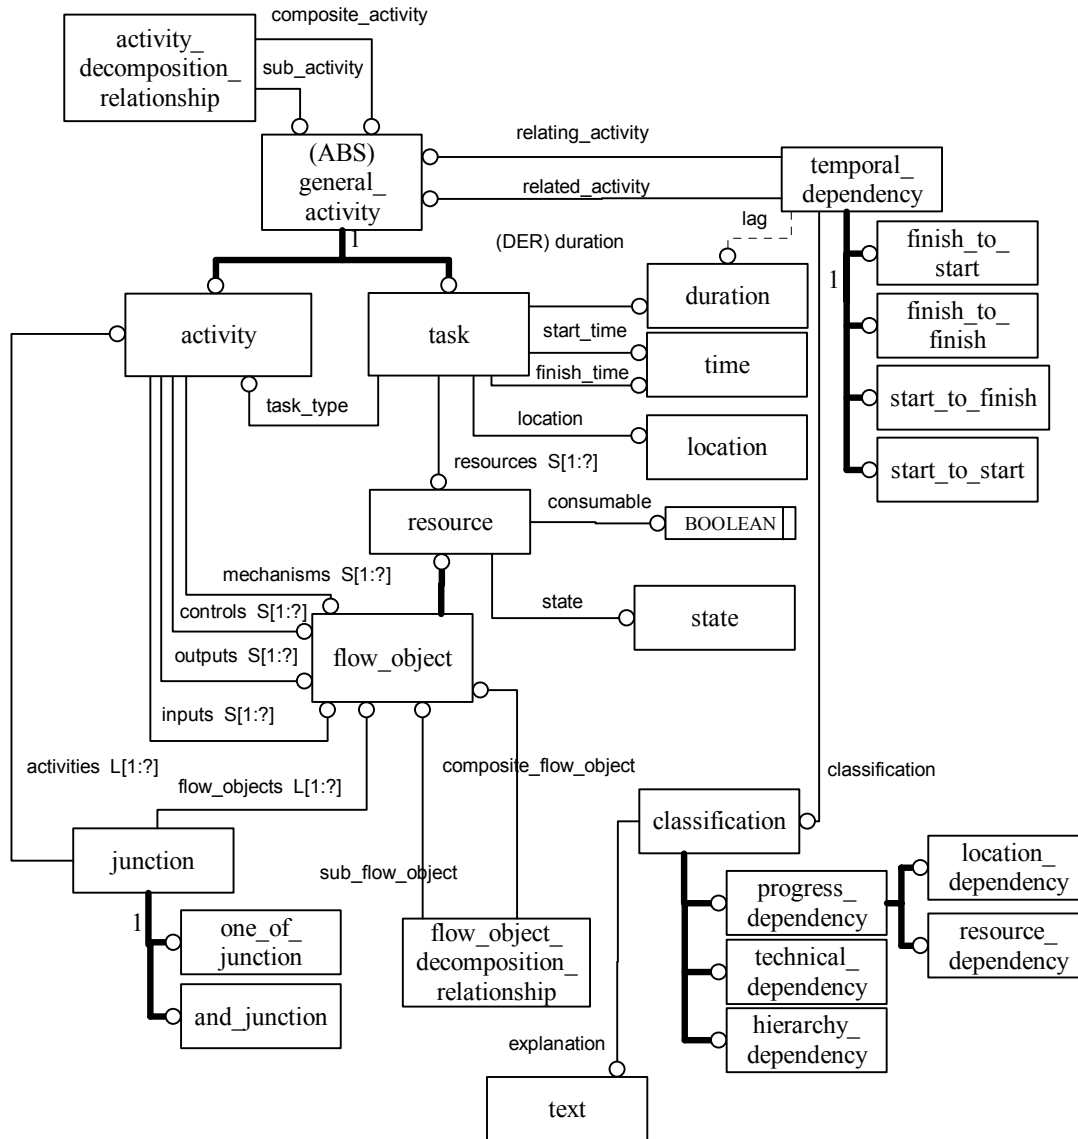 composite_activity
activity_
decomposition_
relationship
sub_activity
(ABS)
general_
activity
1
relating_activity
related_activity
temporal_
dependency
lag
(DER) duration
finish_to_
start
1
duration
activity
task
start_time
finish_to_
finish
time
finish_time
task_type
location
start_to_finish
location
resources S[1:?]
start_to_start
consumable
resource
BOOLEAN
mechanisms S[1:?]
state
controls S[1:?]
state
flow_object
outputs S[1:?]
inputs S[1:?]
activities L[1:?]
composite_flow_object
classification
flow_objects L[1:?]
classification
junction
location_
dependency
sub_flow_object
progress_
dependency
1
one_of_
junction
flow_object_
decomposition_
relationship
resource_
dependency
technical_
dependency
and_junction
hierarchy_
dependency
explanation
text